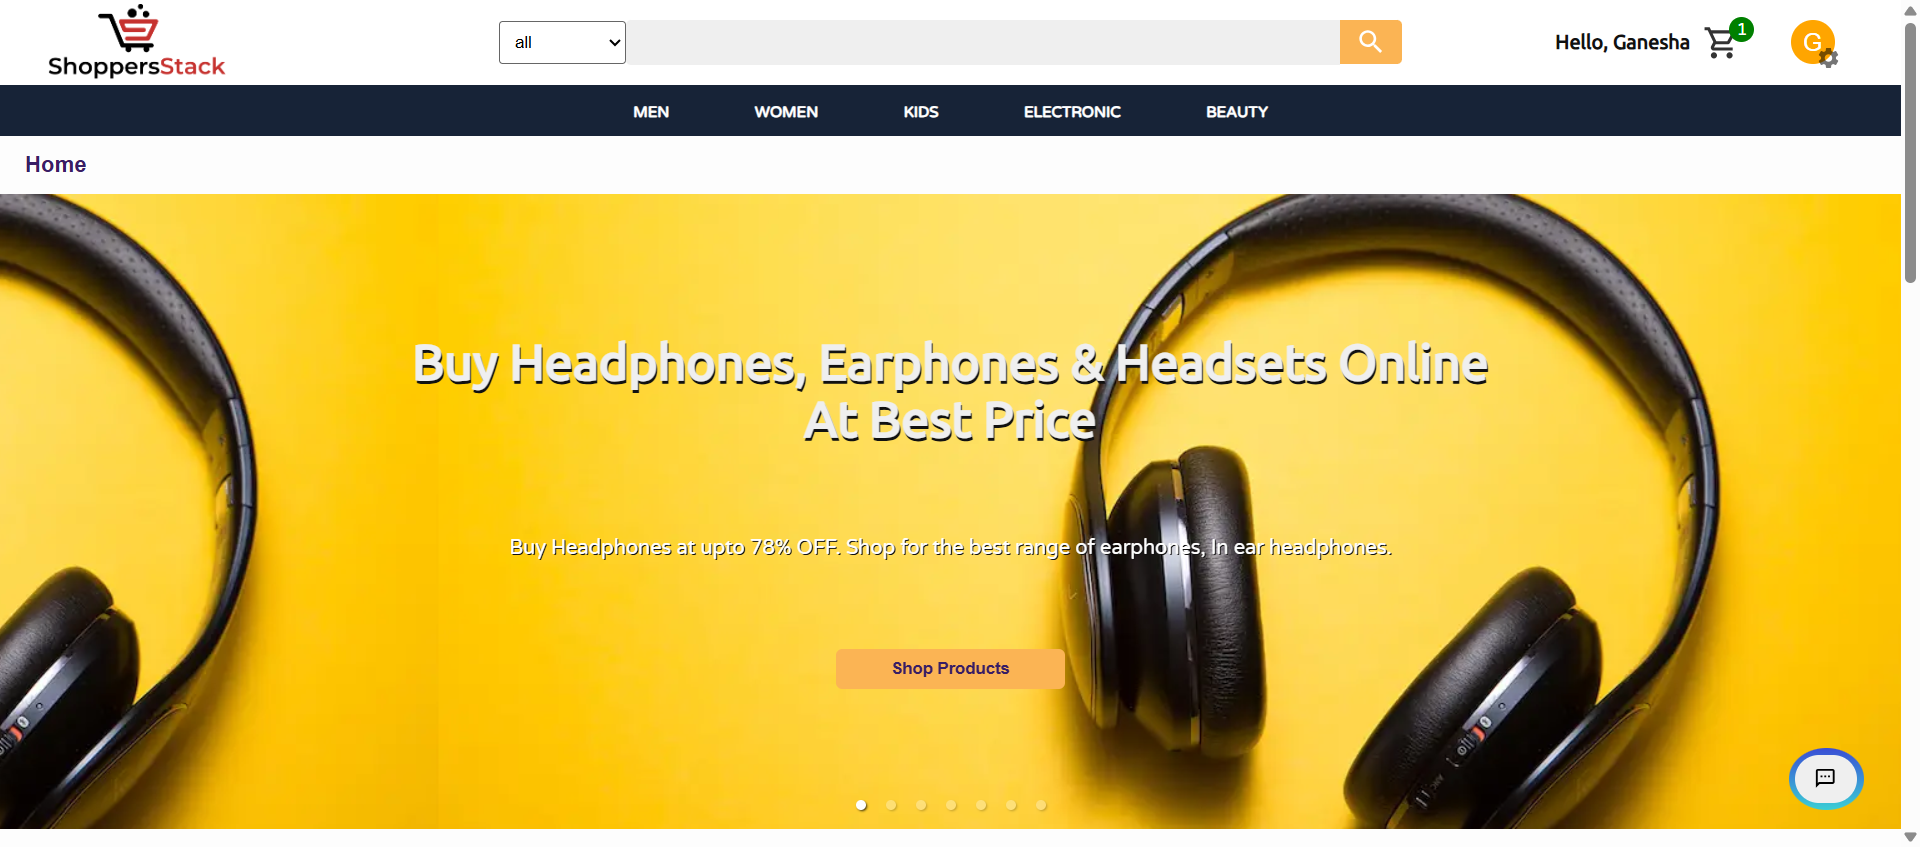 ShoppersStack
all
Hello, Ganesha
1
G
MEN WOMEN KIDS ELECTRONIC BEAUTY
Home
Buy Headphones, Earphones & Headsets Online
At Best Price
Buy Headphones at upto 78% OFF. Shop for the best range of earphones, In ear headphones.
Shop Products